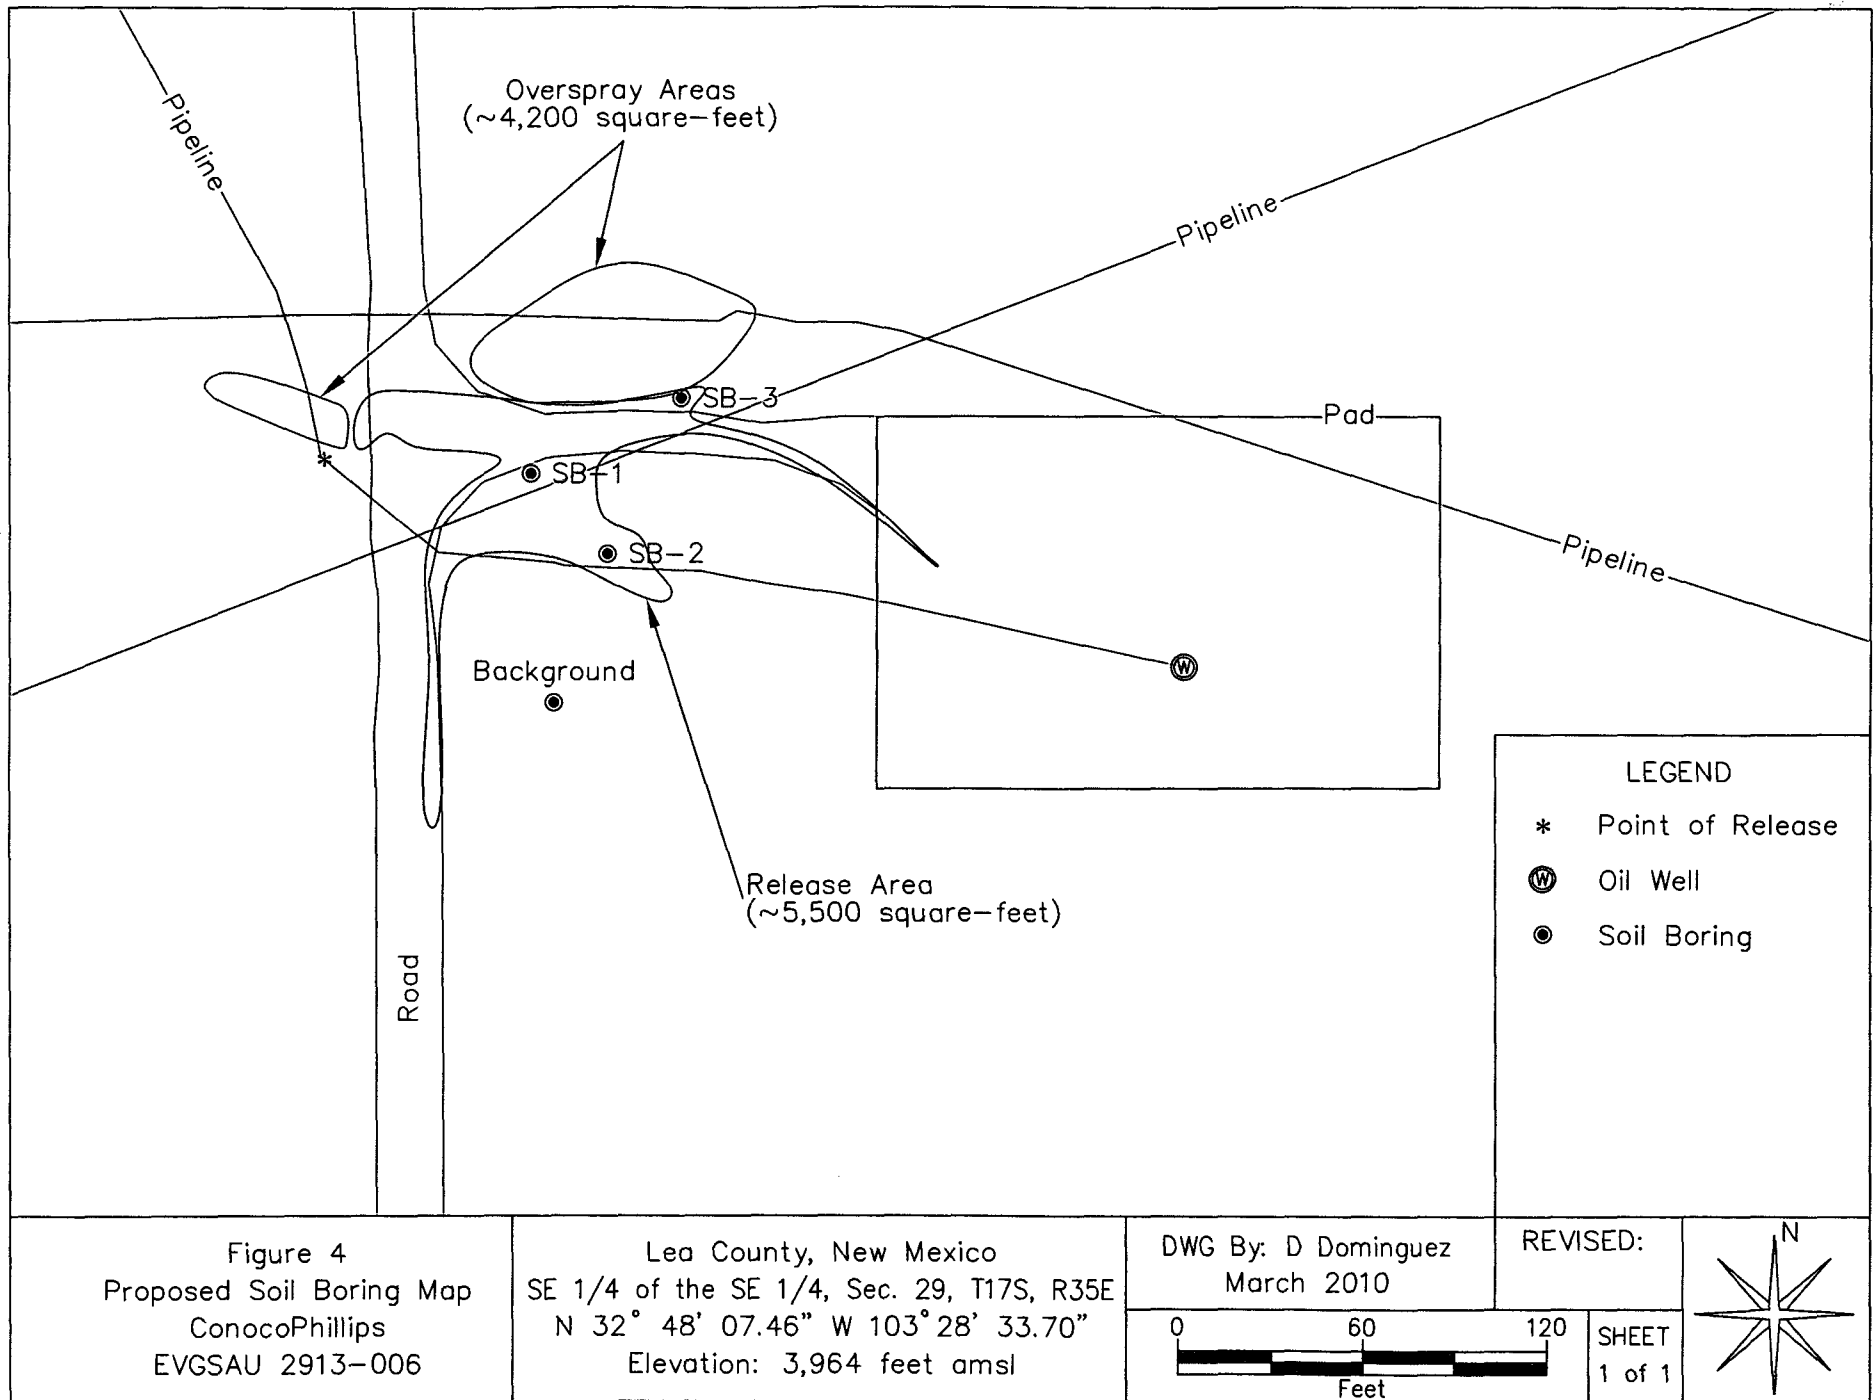 Overspray Areas
(~4,200 square-feet)
Pipeline
Pipeline
SB-3
Pad
SB-1
SB-2
Pipeline
Background
W
Release Area
(~5,500 square-feet)
Road
LEGEND
* Point of Release
W Oil Well
Soil Boring
Figure 4
Proposed Soil Boring Map
ConocoPhillips
EVGSAU 2913-006
Lea County, New Mexico
SE 1/4 of the SE 1/4, Sec. 29, T17S, R35E
N 32° 48' 07.46" W 103° 28' 33.70"
Elevation: 3,964 feet amsl
DWG By: D Dominguez
March 2010
REVISED:
0 60 120
Feet
SHEET
1 of 1
N